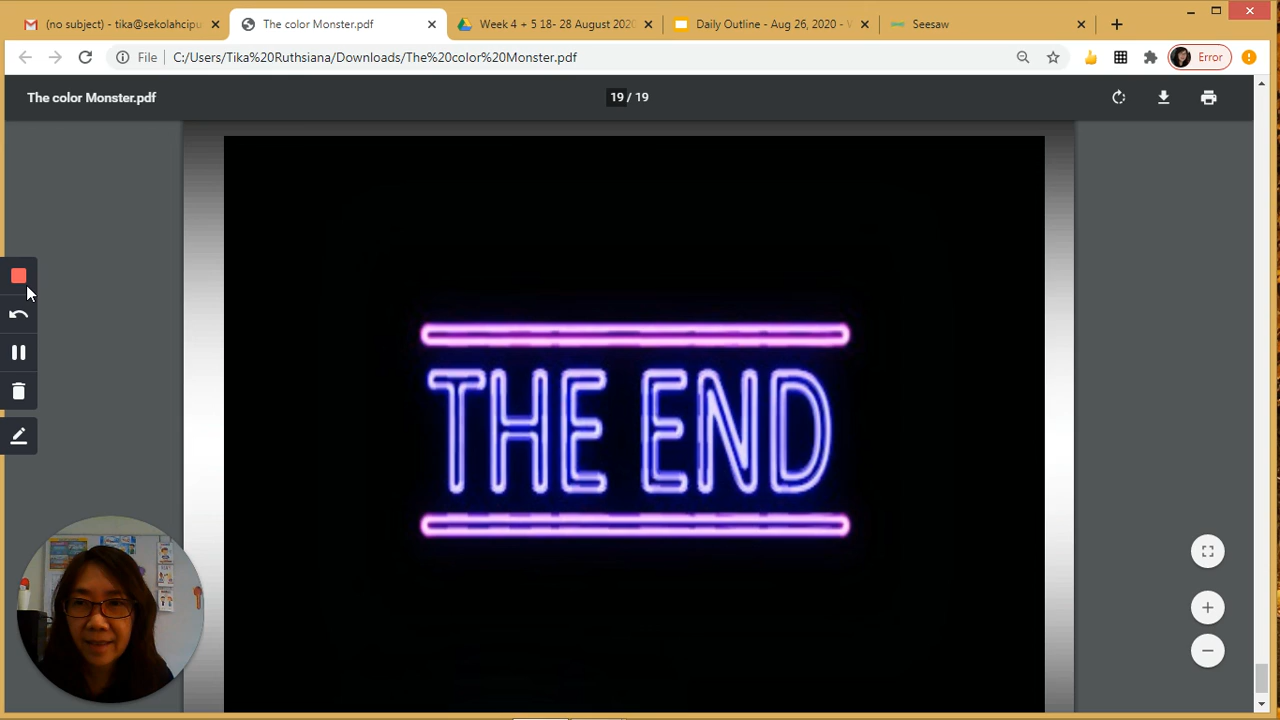 (no subject) - tika@sekolahcipu
The color Monster.pdf
Week 4 + 5 18- 28 August 2020
Daily Outline - Aug 26, 2020 - 
Seesaw
File
C:/Users/Tika%20Ruthsiana/Downloads/The%20color%20Monster.pdf
Error
The color Monster.pdf
19 / 19
THE END